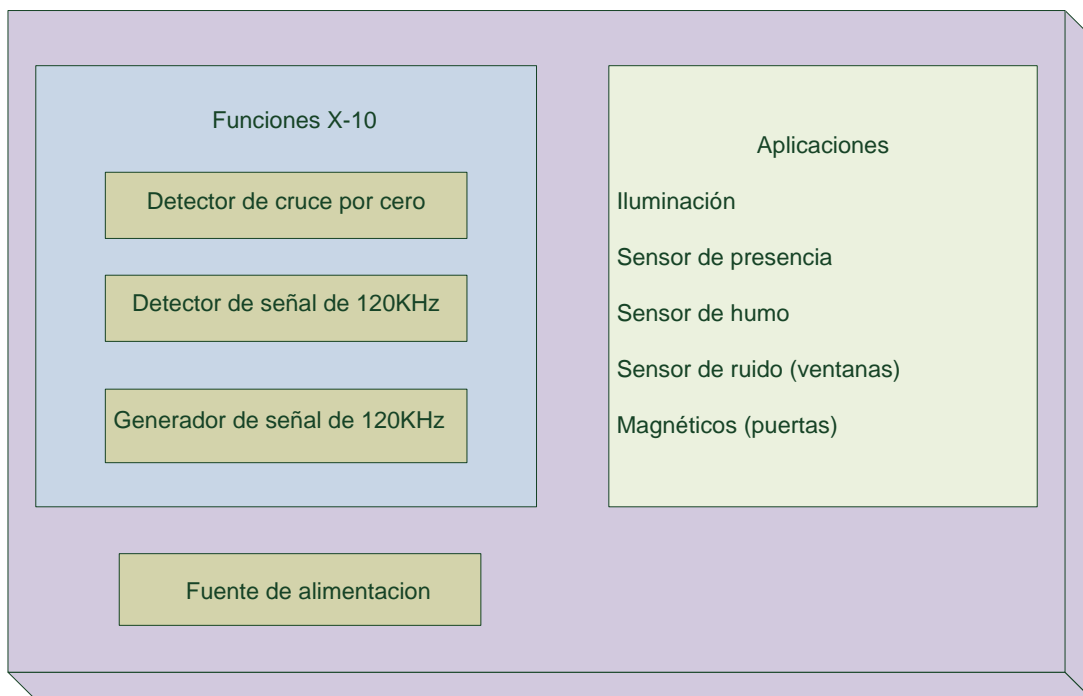 Funciones X-10
Detector de cruce por cero
Detector de señal de 120KHz
Generador de señal de 120KHz
Fuente de alimentacion
Aplicaciones
Iluminación
Sensor de presencia
Sensor de humo
Sensor de ruido (ventanas)
Magnéticos (puertas)